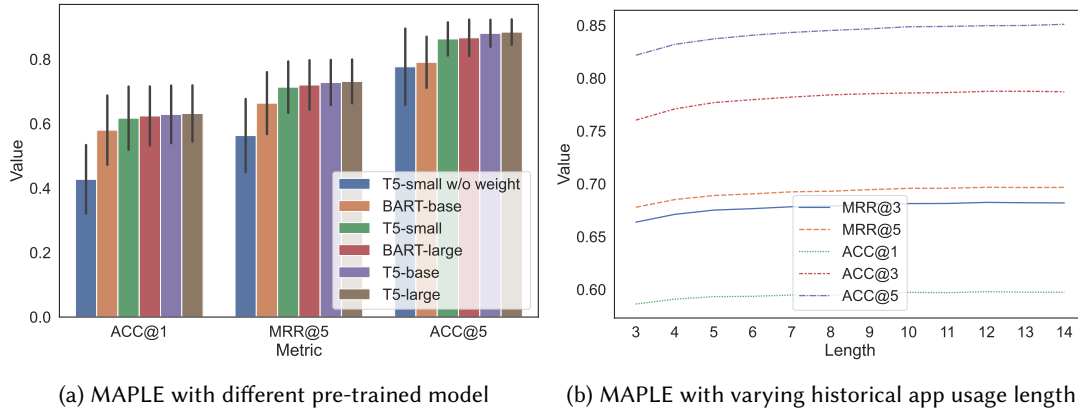 0.8
0.6
0.4
0.2
0.0
Value
ACC@1
MRR@5
ACC@5
Metric
T5-small w/o weight
BART-base
T5-small
BART-large
T5-base
T5-large
(a) MAPLE with different pre-trained model
0.85
0.80
0.75
0.70
0.65
0.60
Value
3 4 5 6 7 8 9 10 11 12 13 14
Length
MRR@3
MRR@5
ACC@1
ACC@3
ACC@5
(b) MAPLE with varying historical app usage length